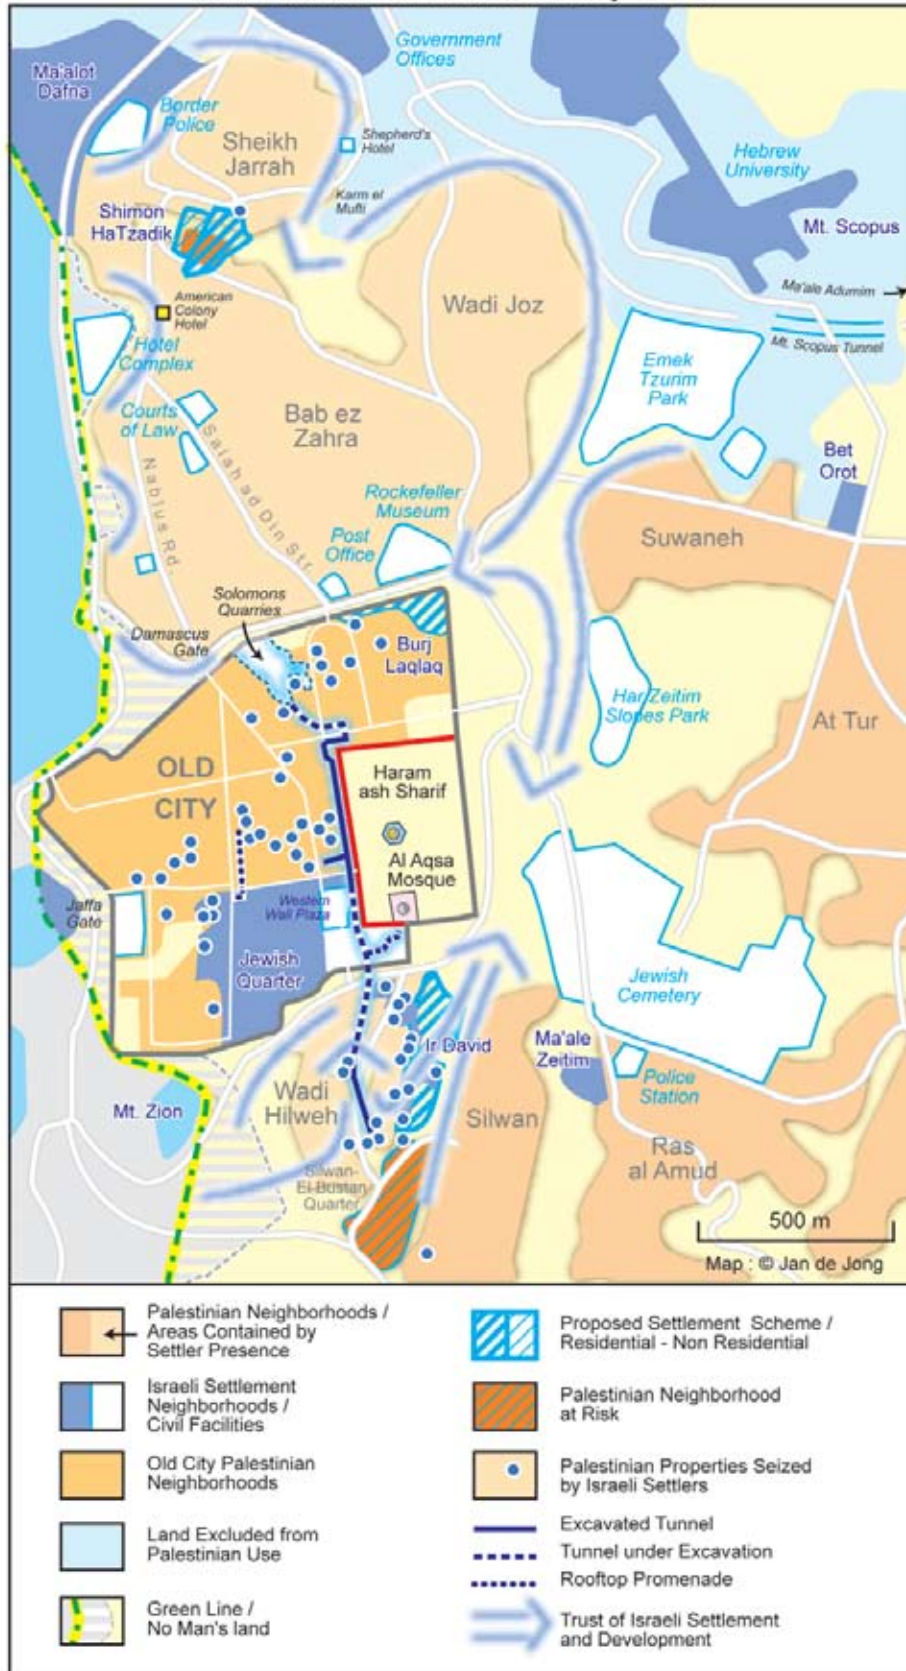 Government
Offices
Ma'alot
Dafna
Border
Police
Sheikh
Jarrah
Shepherd's
Hotel
Hebrew
University
Karm el
Mufti
Shimon
HaTzadik
Mt. Scopus
Ma'ale Adumim
American
Colony
Hotel
Wadi Joz
Mt. Scopus Tunnel
Hotel
Complex
Emek
Tzurim
Park
Courts
of Law
Bab ez
Zahra
Salah ad Din Str.
Nablus Rd.
Bet
Orot
Rockefeller
Museum
Post
Office
Suwaneh
Solomons
Quarries
Damascus
Gate
Burj
Laqlaq
Har Zeitim
Slopes Park
At Tur
OLD
CITY
Haram
ash Sharif
Al Aqsa
Mosque
Jaffa
Gate
Western
Wall Plaza
Jewish
Quarter
Jewish
Cemetery
Ir David
Ma'ale
Zeitim
Police
Station
Mt. Zion
Wadi
Hilweh
Silwan
Silwan-
El-Bustan
Quarter
Ras
al Amud
500 m
Map : © Jan de Jong
Palestinian Neighborhoods /
Areas Contained by
Settler Presence
Israeli Settlement
Neighborhoods /
Civil Facilities
Old City Palestinian
Neighborhoods
Land Excluded from
Palestinian Use
Green Line /
No Man's land
Proposed Settlement Scheme /
Residential - Non Residential
Palestinian Neighborhood
at Risk
Palestinian Properties Seized
by Israeli Settlers
Excavated Tunnel
Tunnel under Excavation
Rooftop Promenade
Trust of Israeli Settlement
and Development